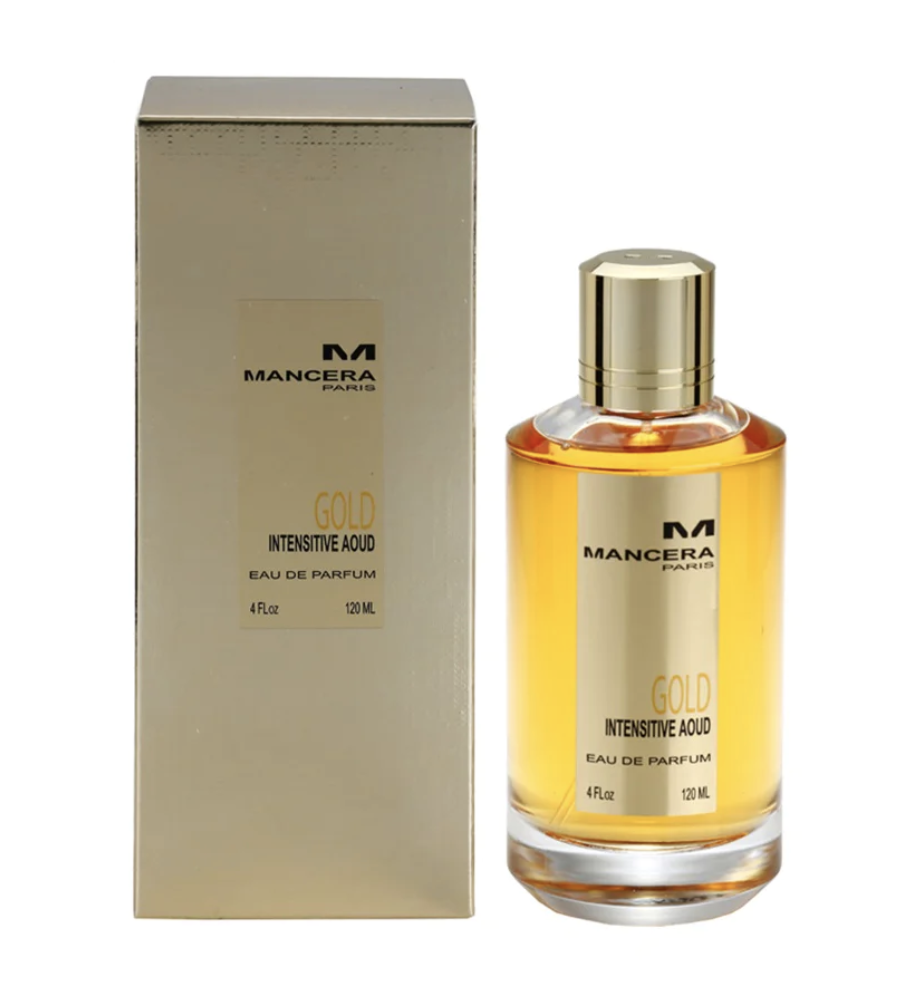 M
MANCERA
PARIS
GOLD
INTENSITIVE AOUD
EAU DE PARFUM
4 FLoz 120 ML
M
MANCERA
PARIS
GOLD
INTENSITIVE AOUD
EAU DE PARFUM
4 FLoz 120 ML